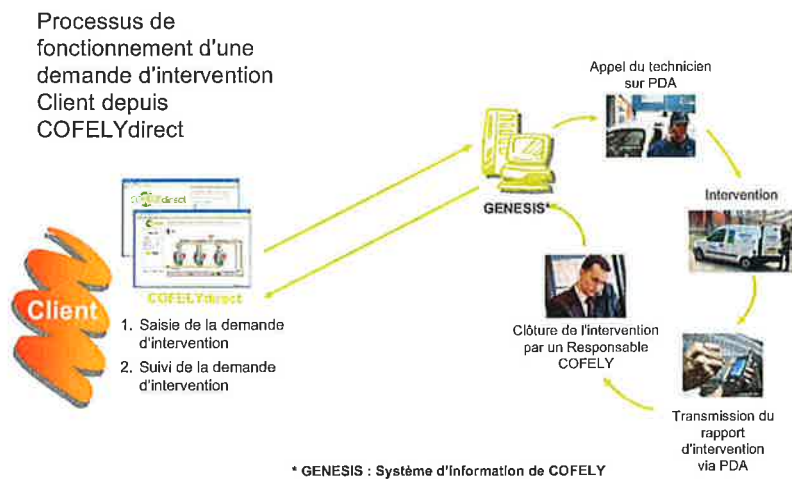 Processus de
fonctionnement d'une
demande d'intervention
Client depuis
COFELYdirect
Appel du technicien
sur PDA
GENESIS*
Intervention
direct
Client
COFELYdirect
1. Saisie de la demande
d'intervention
2. Suivi de la demande
d'intervention
Clôture de l'intervention
par un Responsable
COFELY
Transmission du
rapport
d'intervention
via PDA
* GENESIS : Système d'information de COFELY